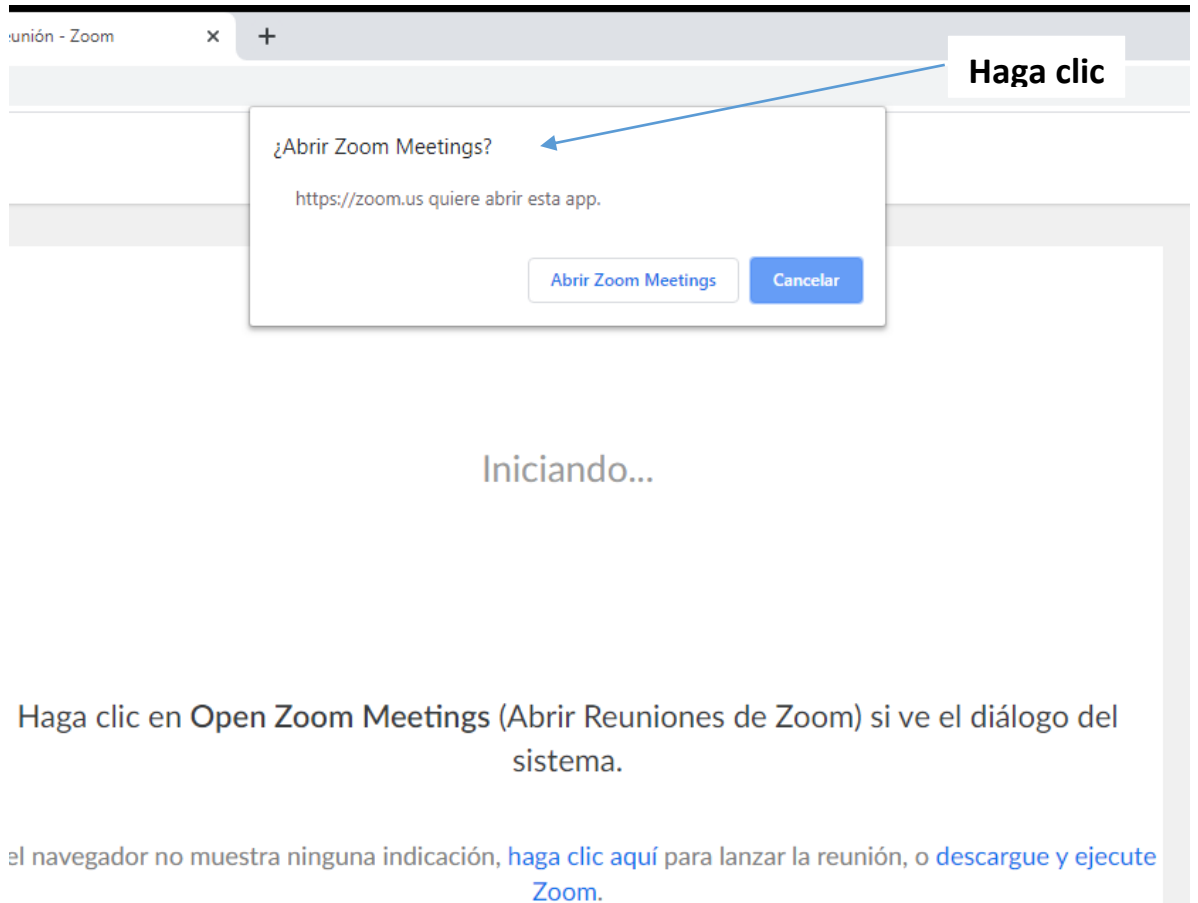 unión - Zoom
Haga clic
¿Abrir Zoom Meetings?
https://zoom.us quiere abrir esta app.
Abrir Zoom Meetings Cancelar
Iniciando...
Haga clic en Open Zoom Meetings (Abrir Reuniones de Zoom) si ve el diálogo del
sistema.
el navegador no muestra ninguna indicación, haga clic aquí para lanzar la reunión, o descargue y ejecute
Zoom.